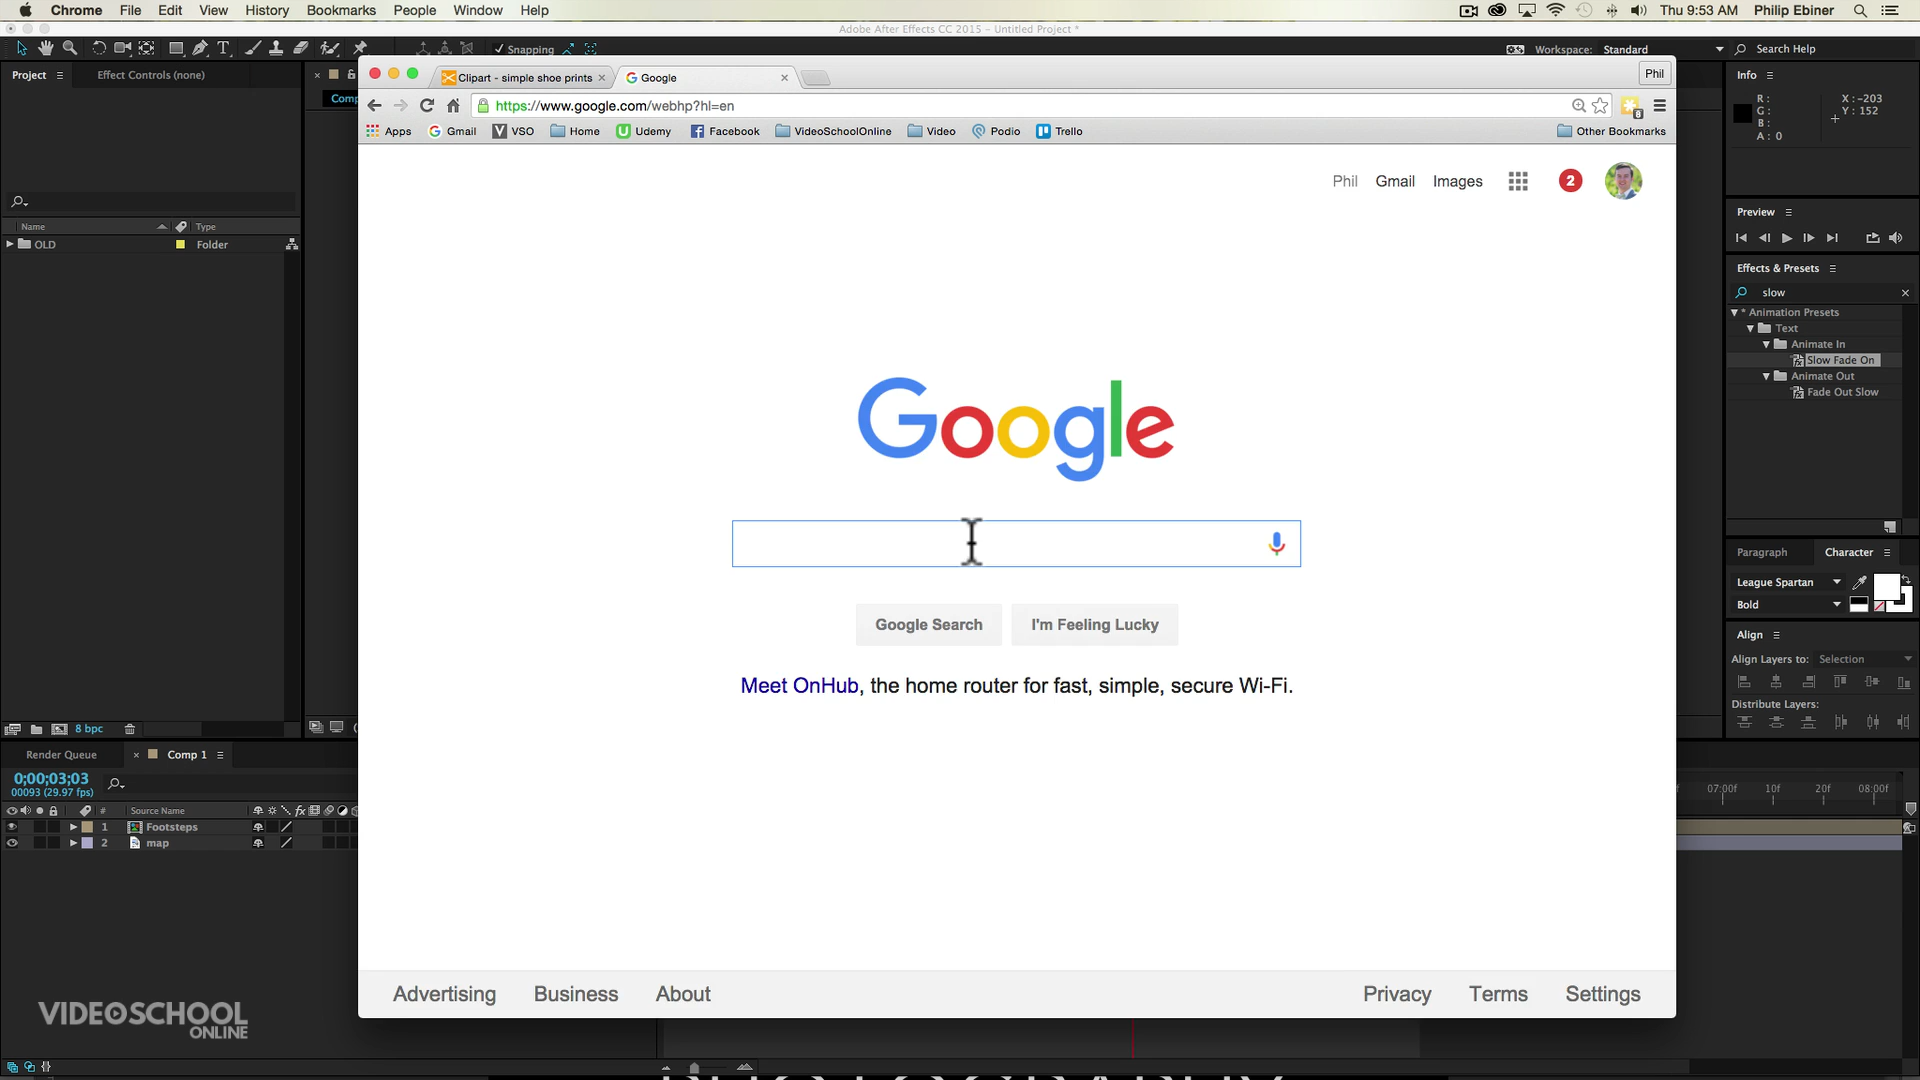 Chrome File Edit View History Bookmarks People Window Help Thu 9:53 AM Philip Ebiner
Adobe After Effects CC 2015 - Untitled Project *
Snapping Workspace: Standard Search Help
Project Effect Controls (none)
Comp
Clipart - simple shoe prints Google Phil
https://www.google.com/webhp?hl=en
Apps Gmail VSO Home Udemy Facebook VideoSchoolOnline Video Podio Trello Other Bookmarks
Phil Gmail Images 2
Google
Google Search I'm Feeling Lucky
Meet OnHub, the home router for fast, simple, secure Wi-Fi.
Advertising Business About Privacy Terms Settings
Name Type
OLD Folder
8 bpc
Info
R: X: -203
G: Y: 152
B:
A: 0
Preview
Effects & Presets
slow
* Animation Presets
Text
Animate In
Slow Fade On
Animate Out
Fade Out Slow
Paragraph Character
League Spartan
Bold
Align
Align Layers to: Selection
Distribute Layers:
Render Queue Comp 1
0;00;03;03
00093 (29.97 fps)
# Source Name
1 Footsteps
2 map
07:00f 10f 20f 08:00f
VIDEOSCHOOL
ONLINE